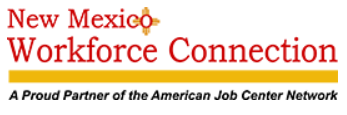 New Mexico
Workforce Connection
A Proud Partner of the American Job Center Network